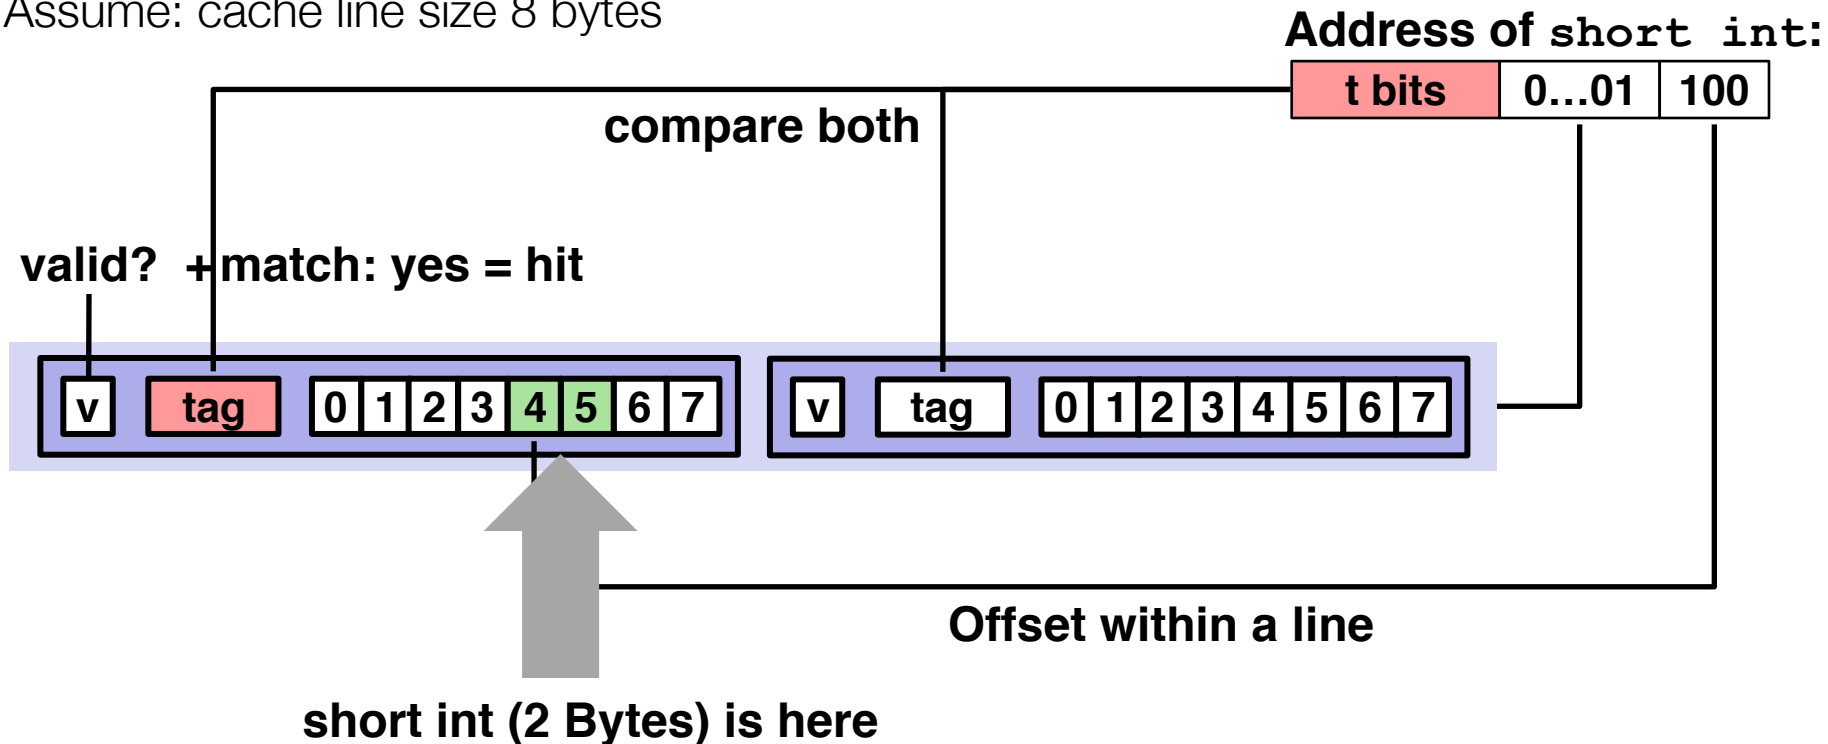 Assume: cache line size 8 bytes
Address of short int:
t bits 0...01 100
compare both
valid? + match: yes = hit
v tag 0 1 2 3 4 5 6 7 v tag 0 1 2 3 4 5 6 7
Offset within a line
short int (2 Bytes) is here